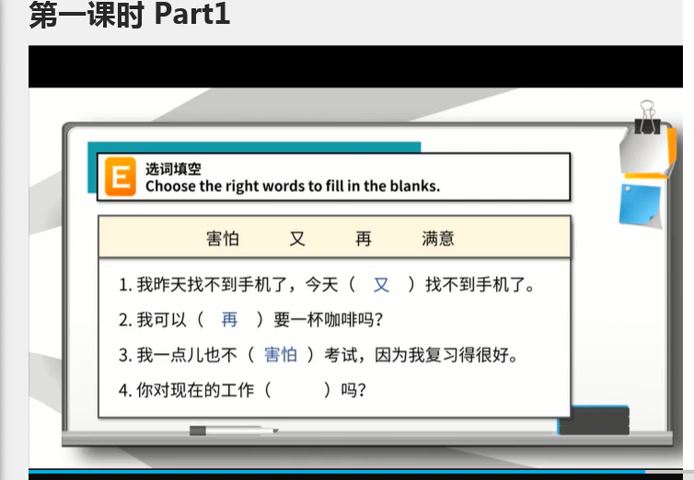 第一课时 Part1
E
选词填空
Choose the right words to fill in the blanks.
害怕 又 再 满意
1. 我昨天找不到手机了，今天（ 又 ）找不到手机了。
2. 我可以（ 再 ）要一杯咖啡吗？
3. 我一点儿也不（ 害怕 ）考试，因为我复习得很好。
4. 你对现在的工作（ ）吗？